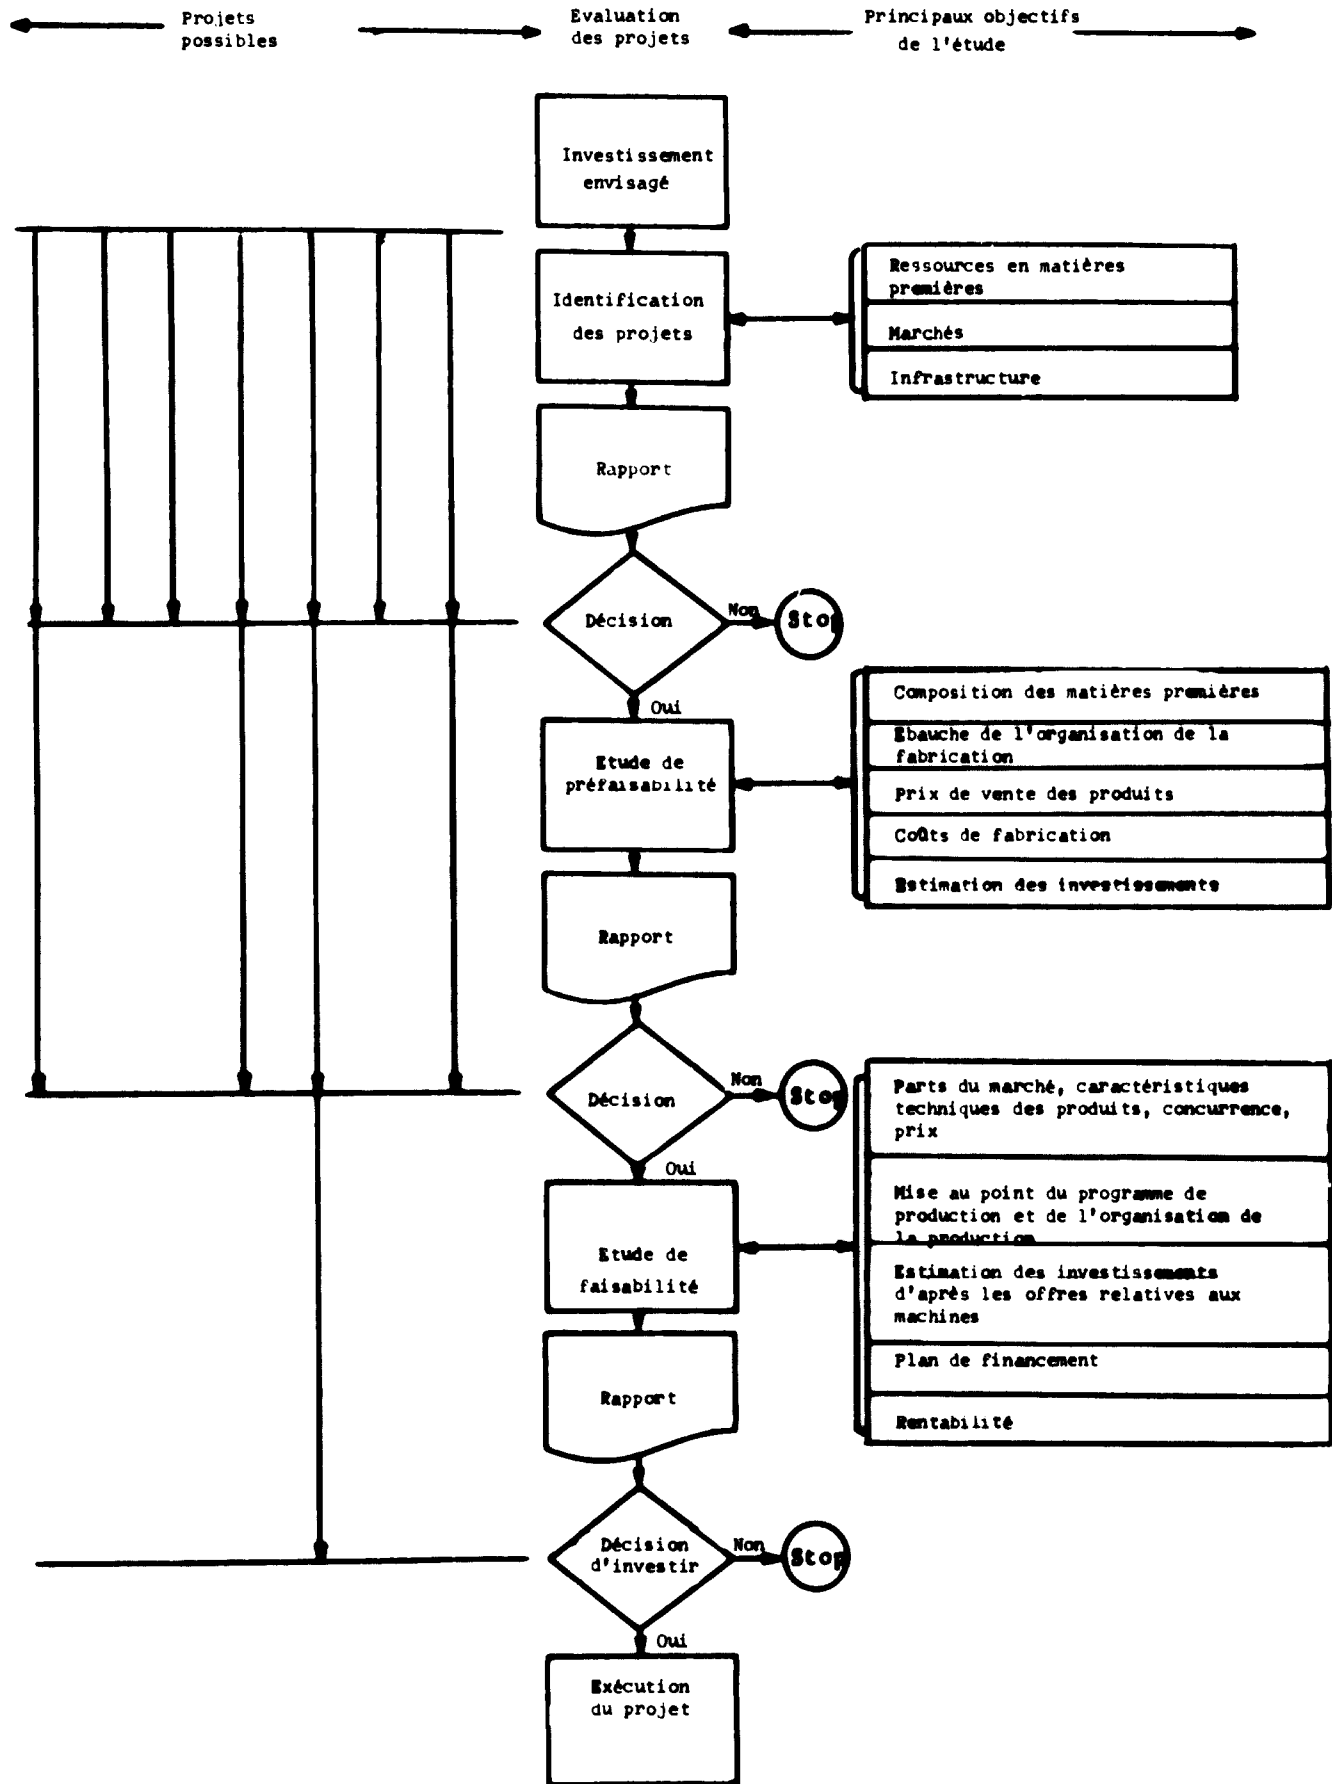 Projets
possibles
Evaluation
des projets
Principaux objectifs
de l'étude
Investissement
envisagé
Identification
des projets
Ressources en matières
premières
Marchés
Infrastructure
Rapport
Décision
Non
Stop
Oui
Etude de
préfaisabilité
Composition des matières premières
Ebauche de l'organisation de la
fabrication
Prix de vente des produits
Coûts de fabrication
Estimation des investissements
Rapport
Décision
Non
Stop
Oui
Etude de
faisabilité
Parts du marché, caractéristiques
techniques des produits, concurrence,
prix
Mise au point du programme de
production et de l'organisation de
la production
Estimation des investissements
d'après les offres relatives aux
machines
Plan de financement
Rentabilité
Rapport
Décision
d'investir
Non
Stop
Oui
Exécution
du projet